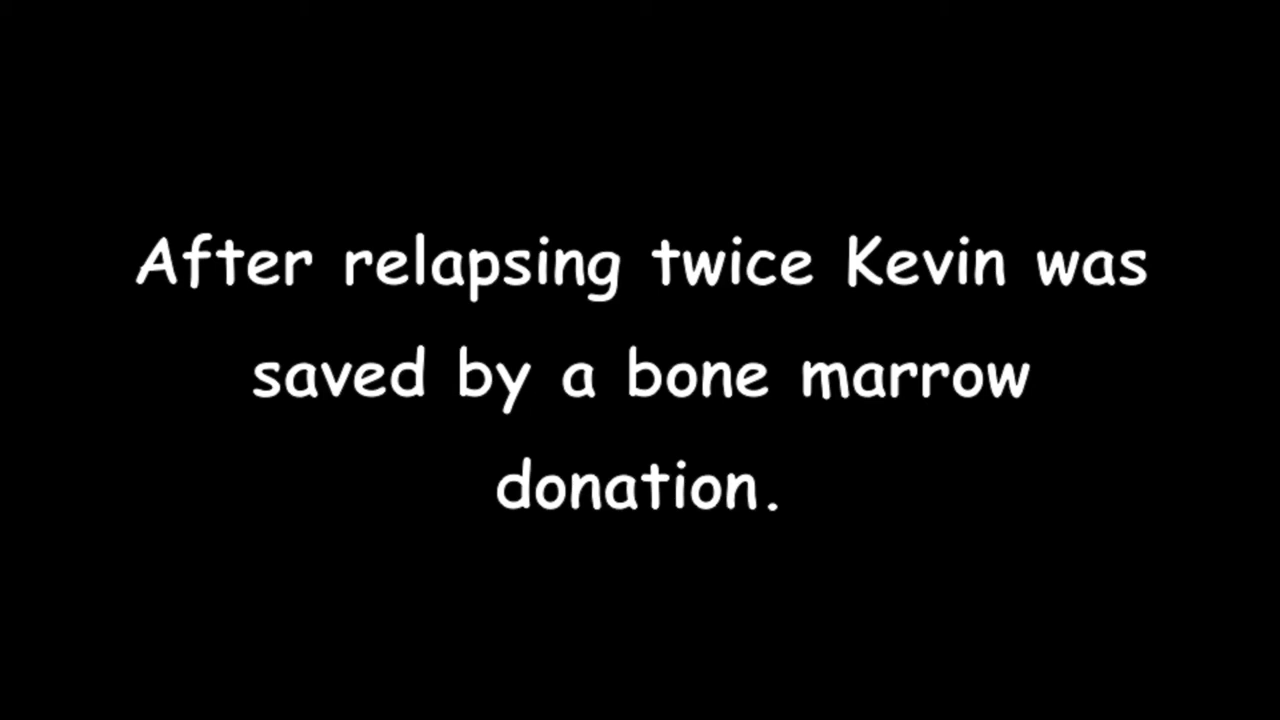 After relapsing twice Kevin was
saved by a bone marrow
donation.